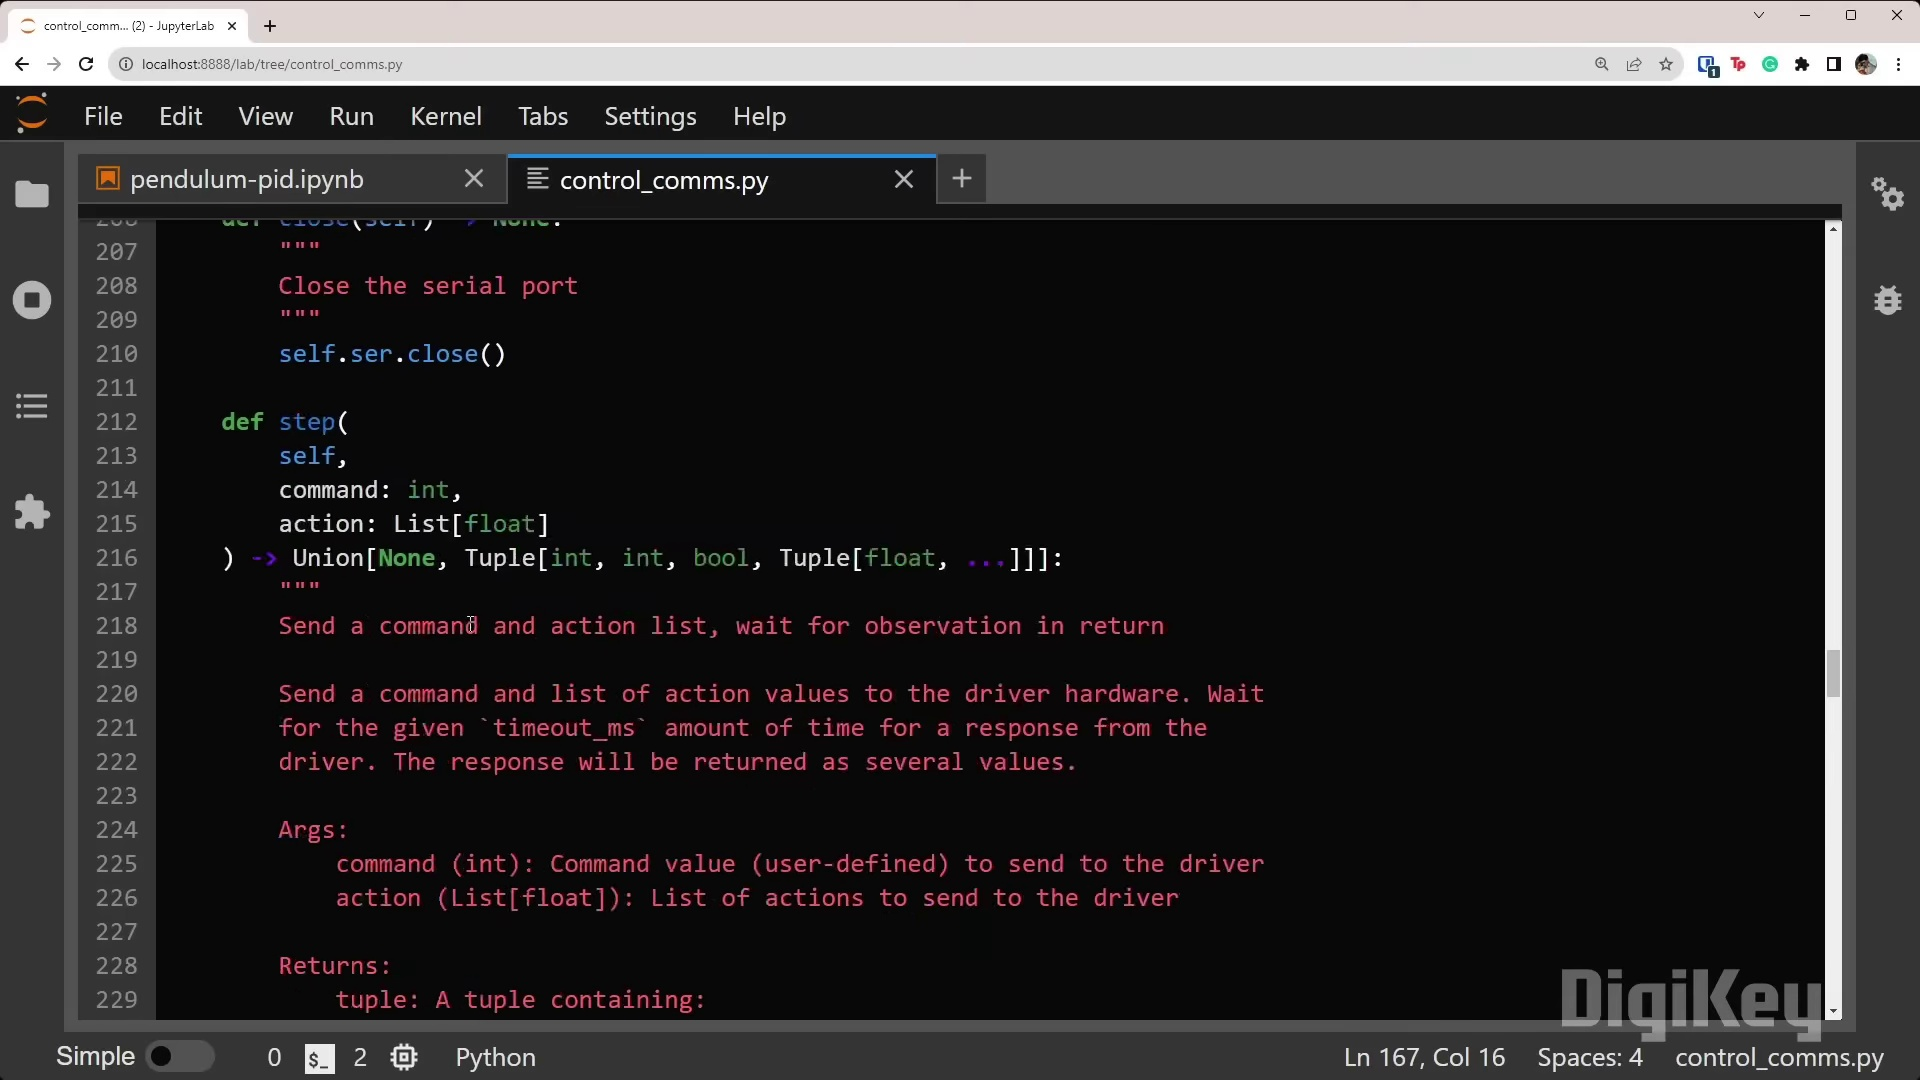 control_comm... (2) - JupyterLab
localhost:8888/lab/tree/control_comms.py
1
Tp
File Edit View Run Kernel Tabs Settings Help
pendulum-pid.ipynb
control_comms.py
206     def close(self) -> None:
207         """
208         Close the serial port
209         """
210         self.ser.close()
211
212     def step(
213         self,
214         command: int,
215         action: List[float]
216     ) -> Union[None, Tuple[int, int, bool, Tuple[float, ...]]]:
217         """
218         Send a command and action list, wait for observation in return
219
220         Send a command and list of action values to the driver hardware. Wait
221         for the given `timeout_ms` amount of time for a response from the
222         driver. The response will be returned as several values.
223
224         Args:
225             command (int): Command value (user-defined) to send to the driver
226             action (List[float]): List of actions to send to the driver
227
228         Returns:
229             tuple: A tuple containing:
DigiKey
Simple 0 $_ 2 Python Ln 167, Col 16 Spaces: 4 control_comms.py